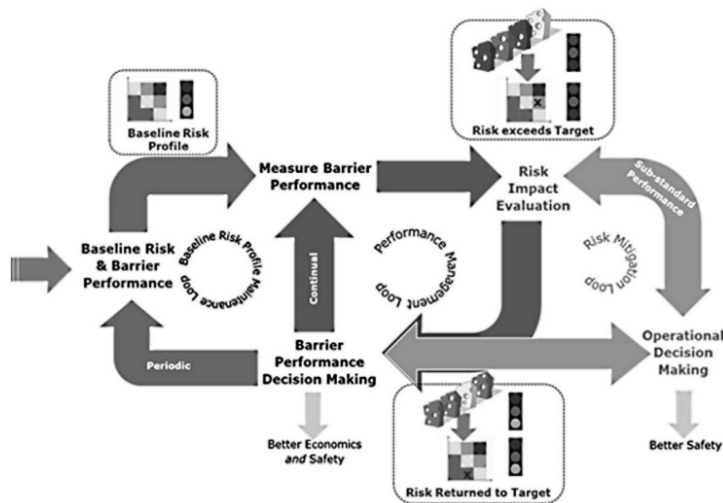 Baseline Risk
Profile
Risk exceeds Target
Measure Barrier
Performance
Risk
Impact
Evaluation
Sub-standard
Performance
Baseline Risk
& Barrier
Performance
Baseline Risk Profile
Maintenance Loop
Continual
Performance
Management Loop
Risk Mitigation
Loop
Periodic
Barrier
Performance
Decision Making
Operational
Decision
Making
Better Economics
and Safety
Risk Returned to Target
Better Safety